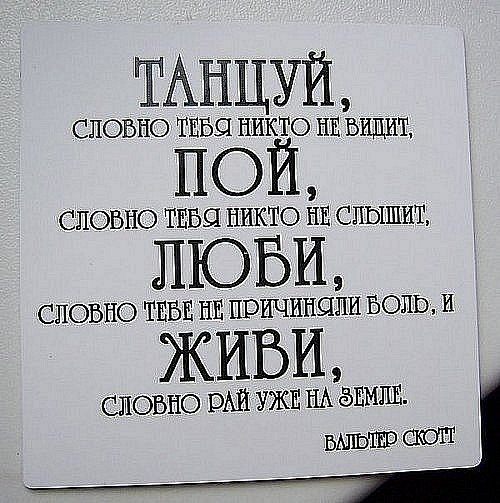 ТАНЦУЙ,
СЛОВНО ТЕБЯ НИКТО НЕ ВИДИТ,
ПОЙ,
СЛОВНО ТЕБЯ НИКТО НЕ СЛЫШИТ,
ЛЮБИ,
СЛОВНО ТЕБЕ НЕ ПРИЧИНЯЛИ БОЛЬ, И
ЖИВИ,
СЛОВНО РАЙ УЖЕ НА ЗЕМЛЕ.
ВАЛЬТЕР СКОТТ